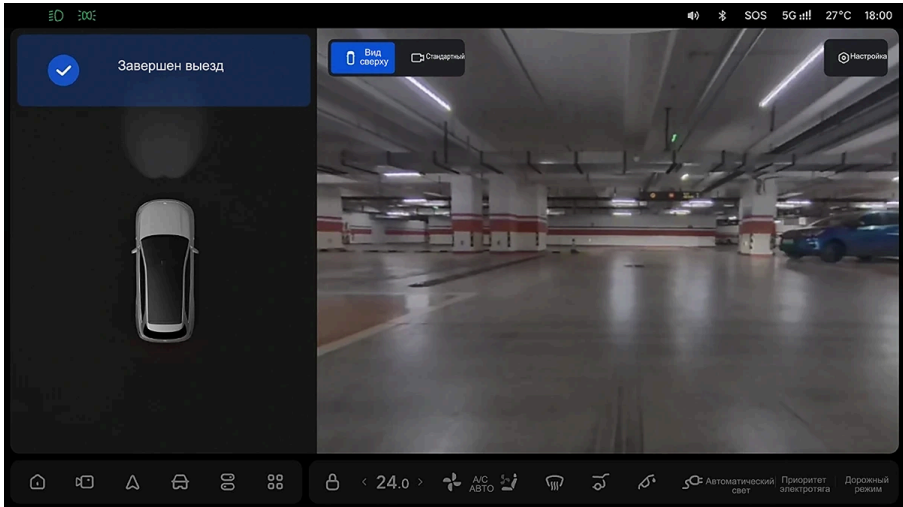 SOS 5G 27°C 18:00
Завершен выезд
Вид
сверху
Стандартный
Настройка
24.0
A/C
АВТО
Автоматический
свет
Приоритет
электротяга
Дорожный
режим